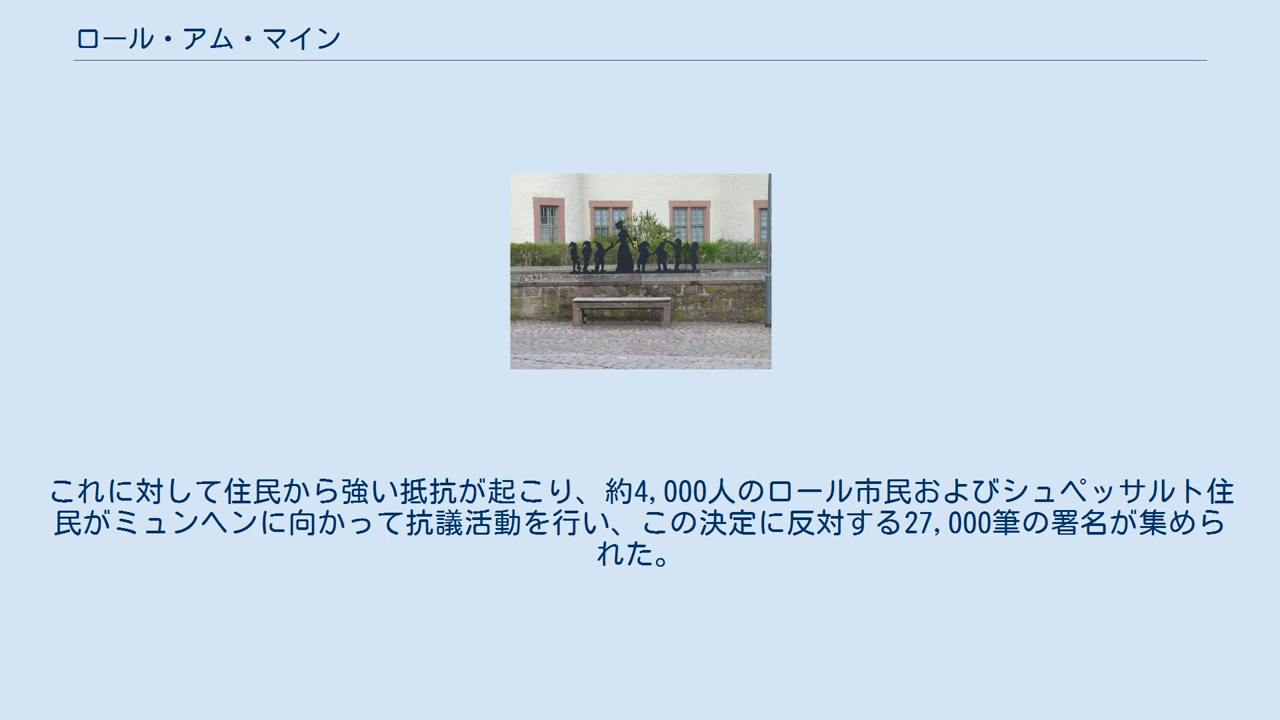 ロール・アム・マイン
これに対して住民から強い抵抗が起こり、約4,000人のロール市民およびシュペッサルト住
民がミュンヘンに向かって抗議活動を行い、この決定に反対する27,000筆の署名が集めら
れた。